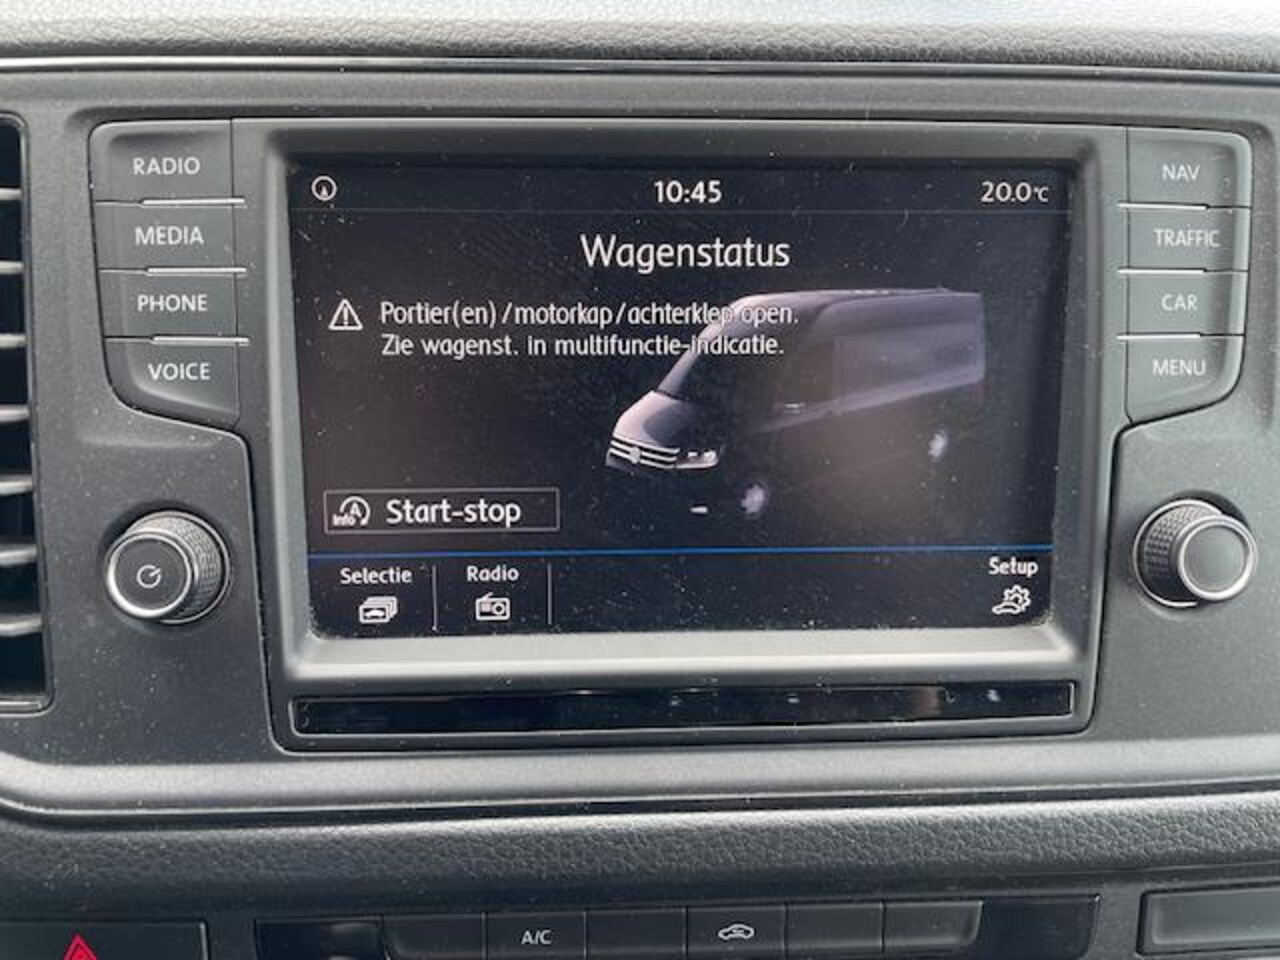 RADIO
MEDIA
PHONE
VOICE
10:45
20.0°C
Wagenstatus
Portier(en)/motorkap/achterklep open.
Zie wagenst. in multifunctie-indicatie.
Info A Start-stop
Selectie
Radio
Setup
NAV
TRAFFIC
CAR
MENU
A/C